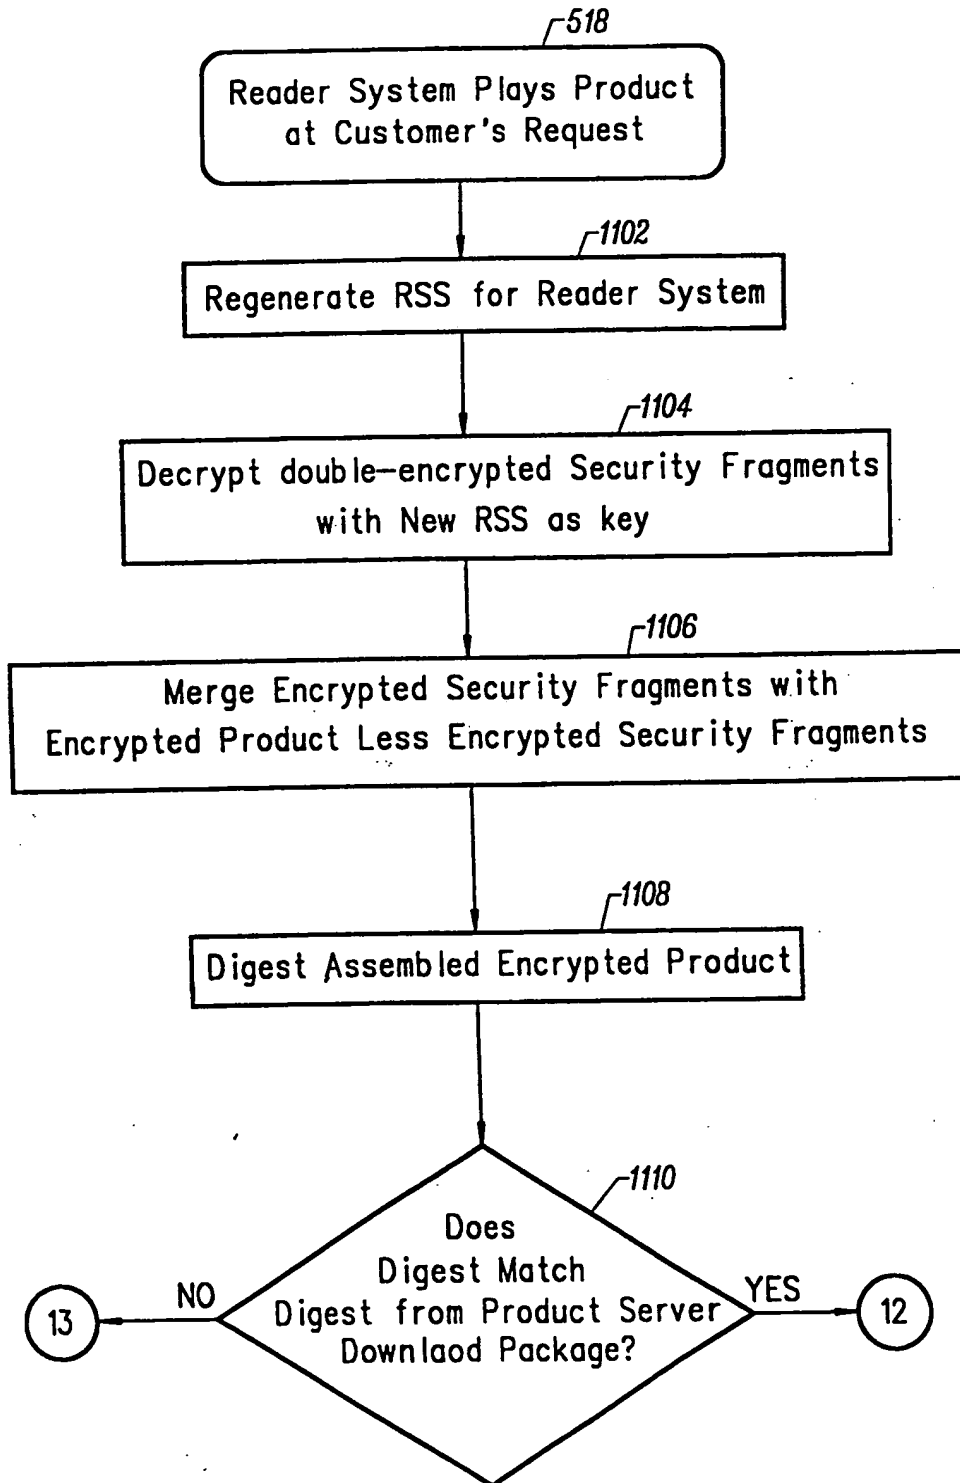 518
Reader System Plays Product
at Customer's Request
1102
Regenerate RSS for Reader System
1104
Decrypt double-encrypted Security Fragments
with New RSS as key
1106
Merge Encrypted Security Fragments with
Encrypted Product Less Encrypted Security Fragments
1108
Digest Assembled Encrypted Product
1110
Does
Digest Match
Digest from Product Server
Downlaod Package?
NO
YES
13
12